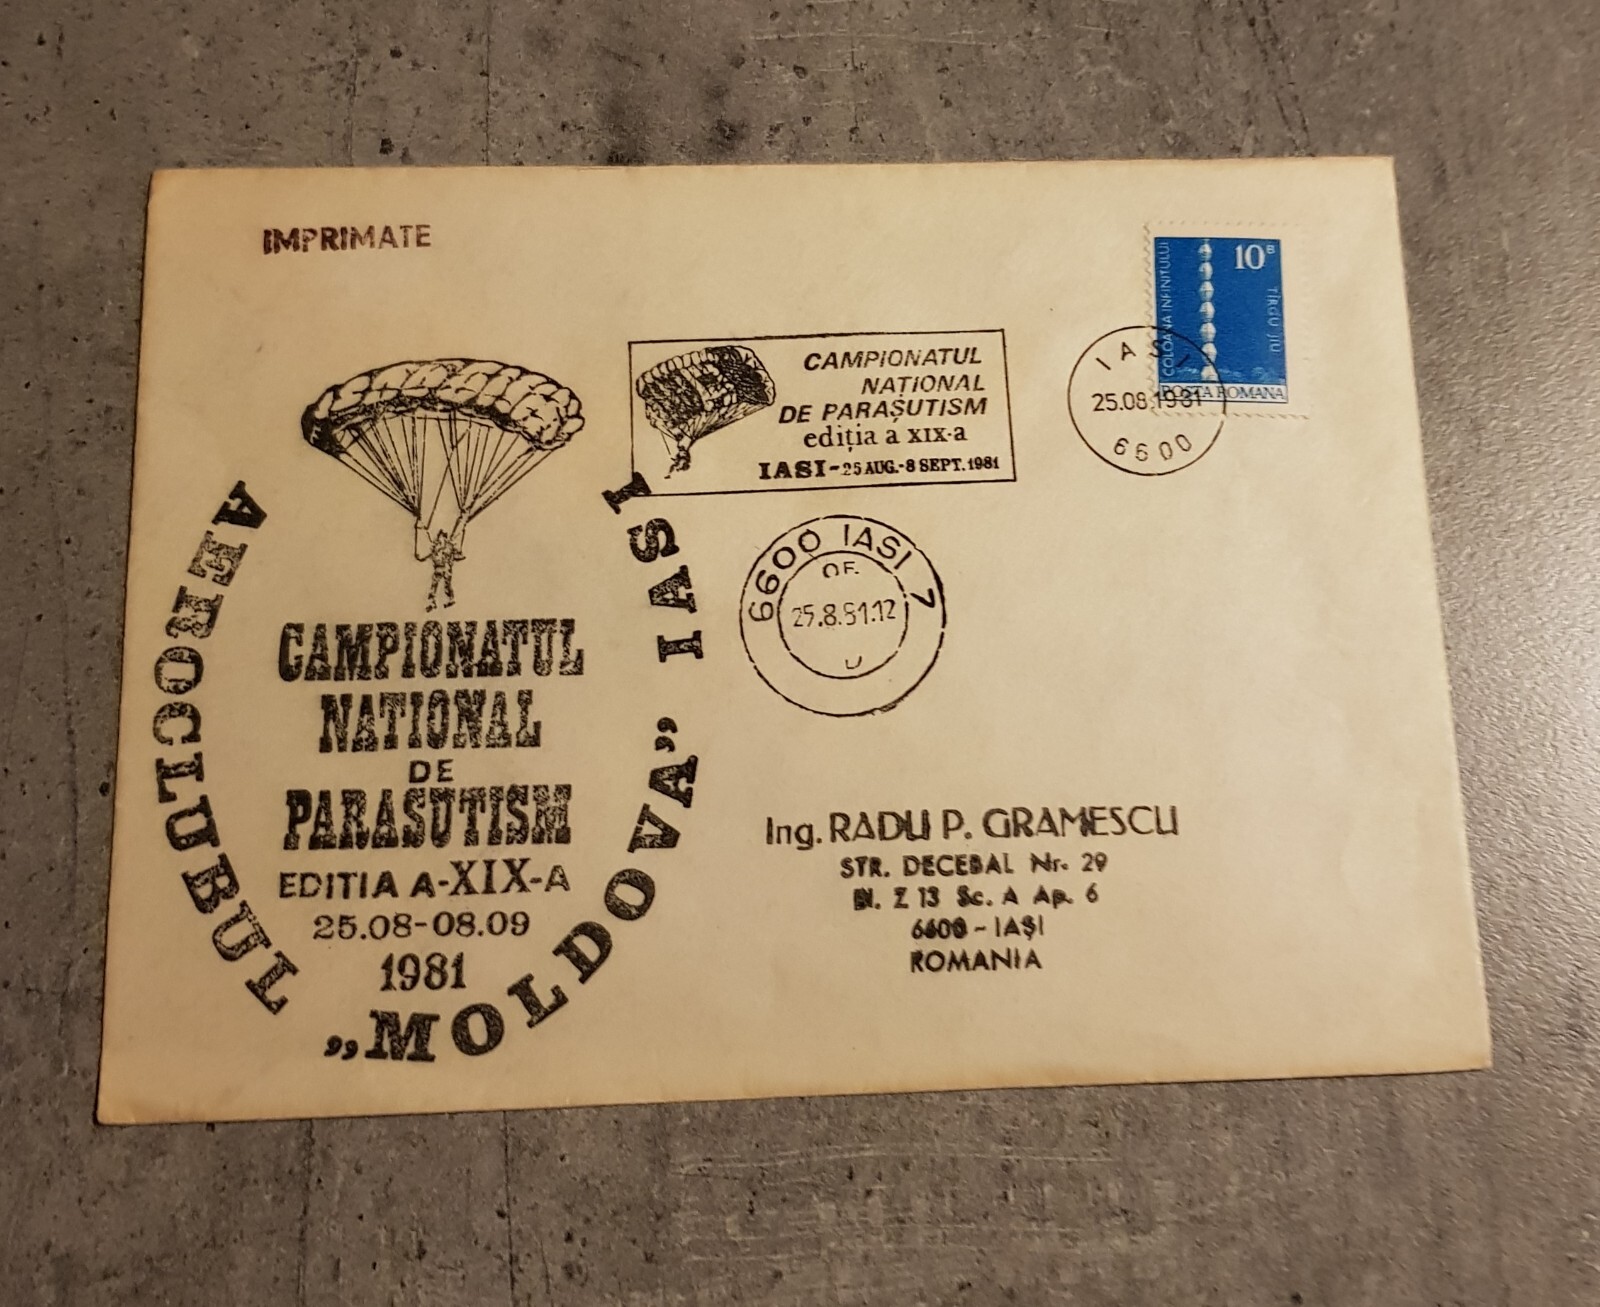 IMPRIMATE
CAMPIONATUL
NAȚIONAL
DE PARAȘUTISM
ediția a XIX-a
IASI-25 AUG.-8 SEPT. 1981
COLOANA INFINITULUI
10B
TÎRGU JIU
POSTA ROMANA
IASI
25.08.1981
6600
6600 IASI 7
OF.
25.8.81.12
U
AEROCLUBUL
„MOLDOVA” IASI
CAMPIONATUL
NATIONAL
DE
PARASUTISM
EDITIA A-XIX-A
25.08-08.09
1981
Ing. RADU P. GRAMESCU
STR. DECEBAL Nr. 29
Bl. Z 13 Sc. A Ap. 6
6600 - IAȘI
ROMANIA